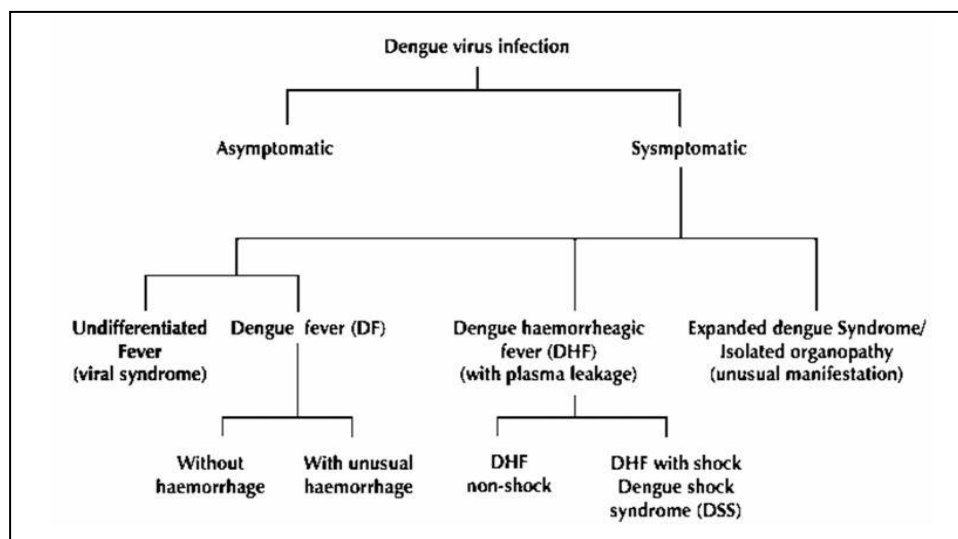 Dengue virus infection
Asymptomatic
Sysmptomatic
Undifferentiated
Fever
(viral syndrome)
Dengue fever (DF)
Dengue haemorrheagic
fever (DHF)
(with plasma leakage)
Expanded dengue Syndrome/
Isolated organopathy
(unusual manifestation)
Without
haemorrhage
With unusual
haemorrhage
DHF
non-shock
DHF with shock
Dengue shock
syndrome (DSS)